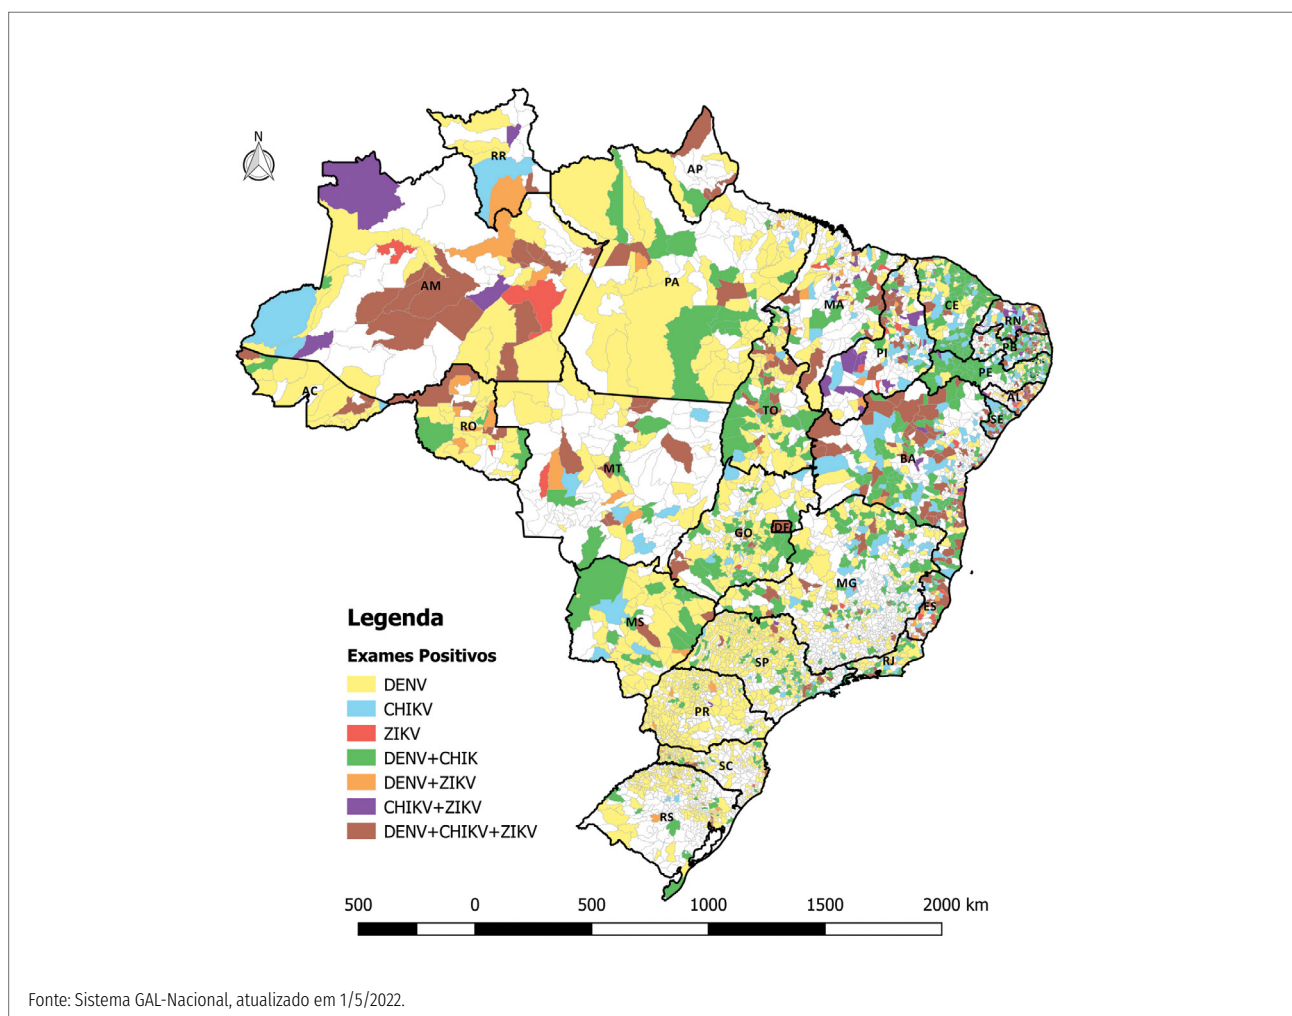 N
RR
AP
AM
PA
MA
CE
RN
PB
PE
AL
SE
PI
AC
TO
RO
BA
MT
GO
DF
MG
ES
MS
SP
RJ
PR
SC
RS
Legenda
Exames Positivos
DENV
CHIKV
ZIKV
DENV+CHIK
DENV+ZIKV
CHIKV+ZIKV
DENV+CHIKV+ZIKV
500 0 500 1000 1500 2000 km
Fonte: Sistema GAL-Nacional, atualizado em 1/5/2022.